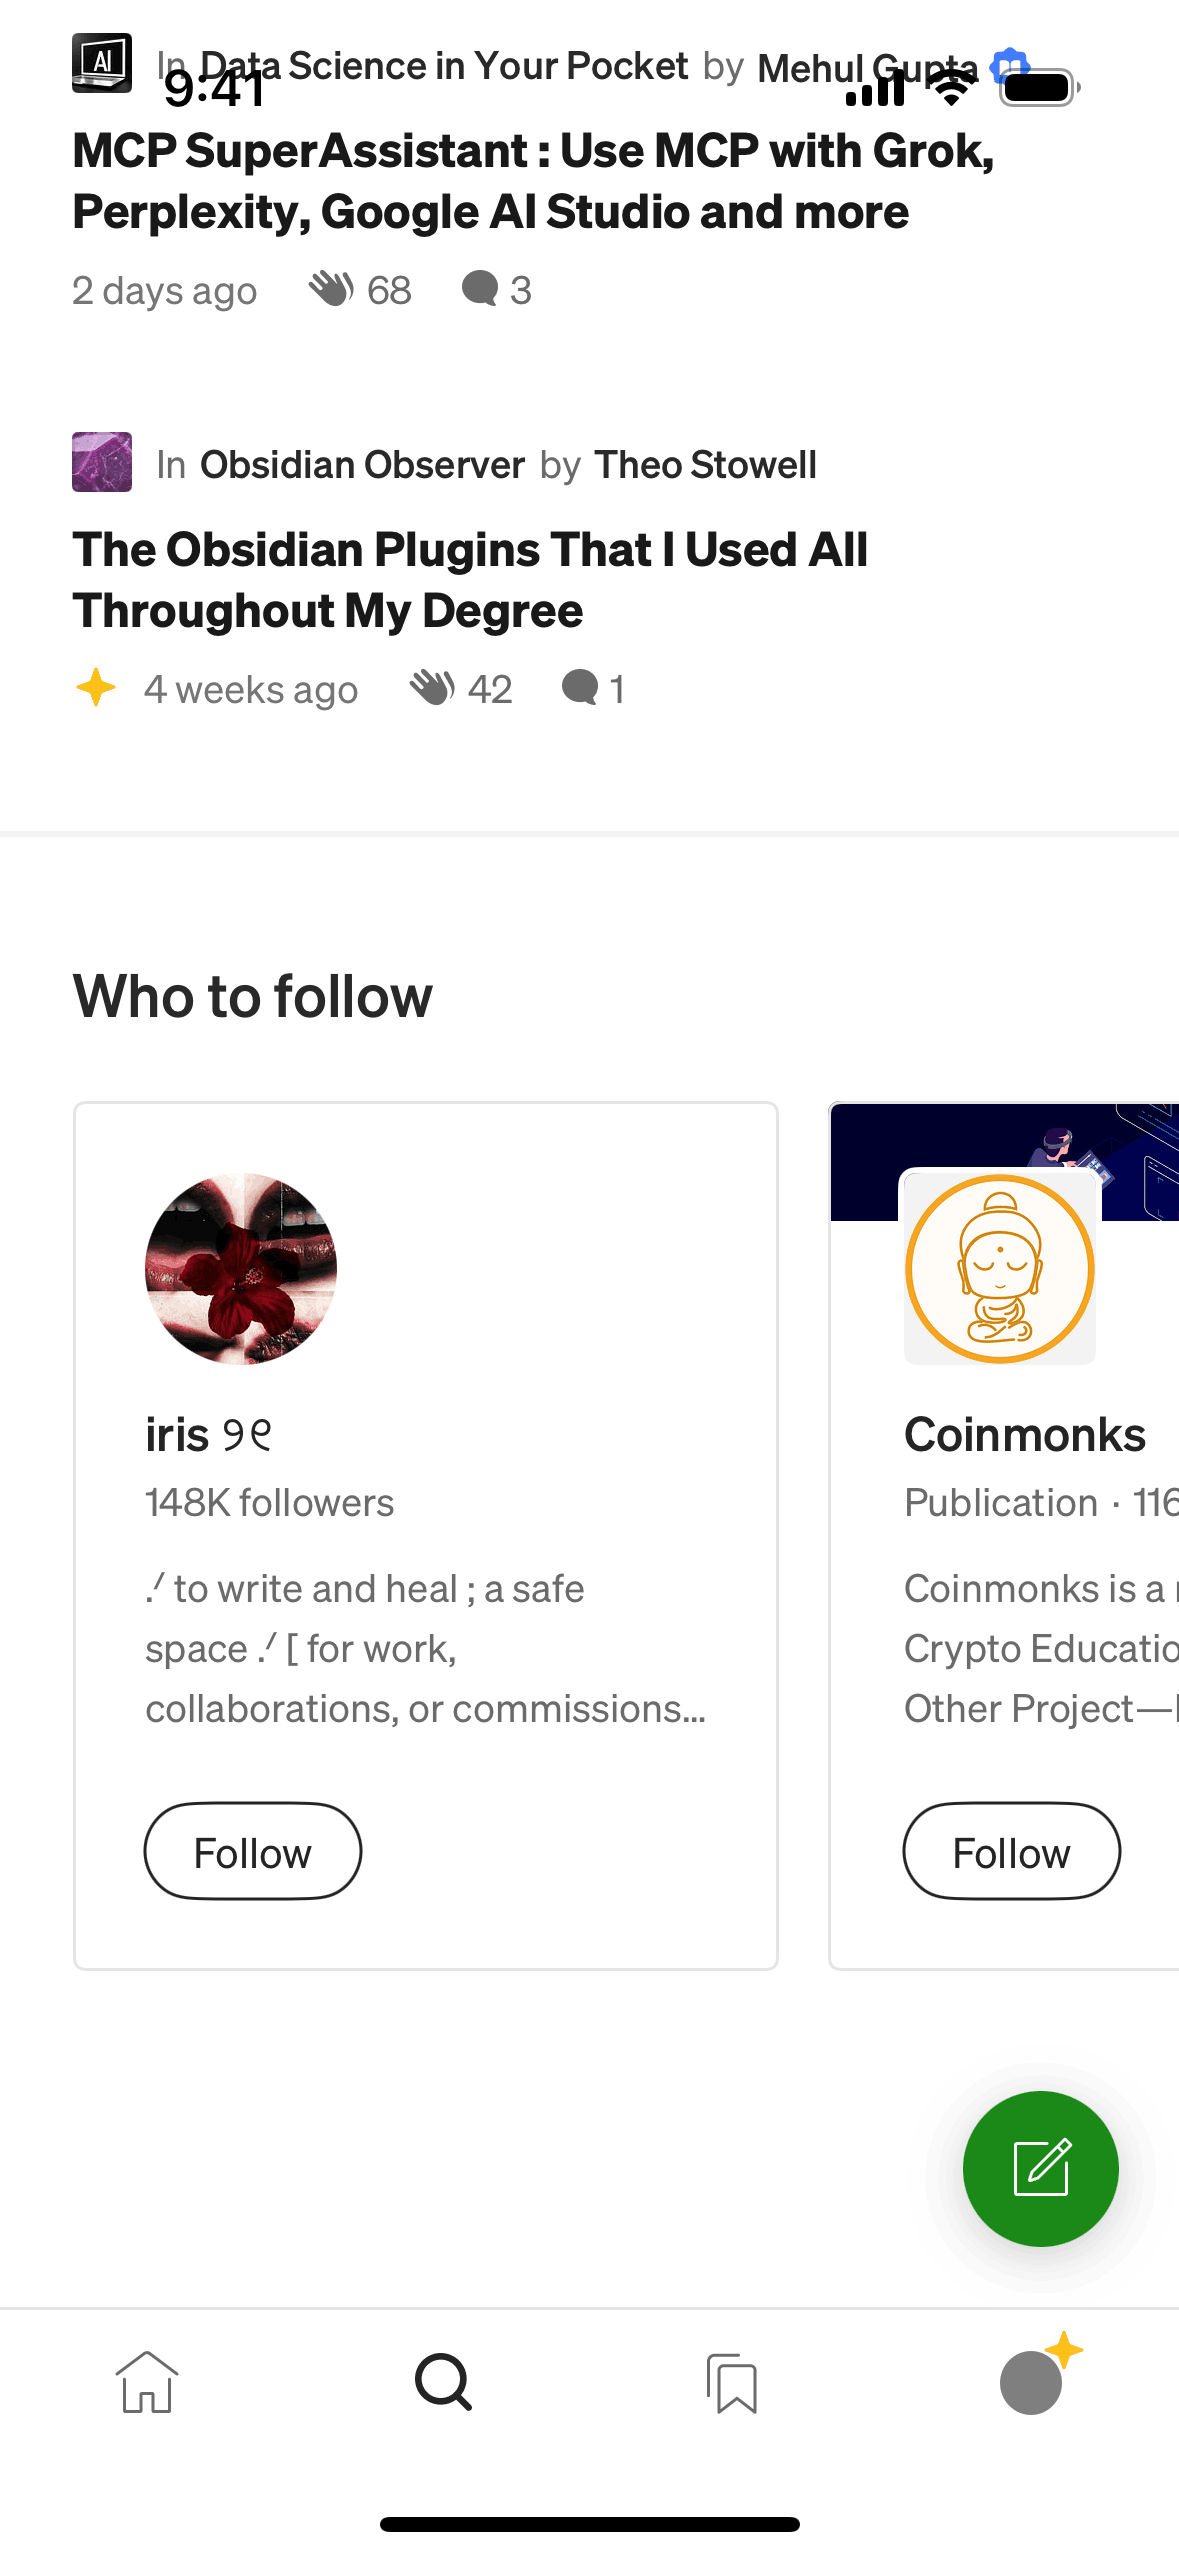 In Data Science in Your Pocket by Mehul Gupta
9:41
MCP SuperAssistant : Use MCP with Grok,
Perplexity, Google AI Studio and more
2 days ago 68 3
In Obsidian Observer by Theo Stowell
The Obsidian Plugins That I Used All
Throughout My Degree
4 weeks ago 42 1
Who to follow
iris ୨୧
148K followers
.ᐟ to write and heal ; a safe
space .ᐟ [ for work,
collaborations, or commissions...
Follow
Coinmonks
Publication · 116
Coinmonks is a
Crypto Educatio
Other Project—
Follow
AI